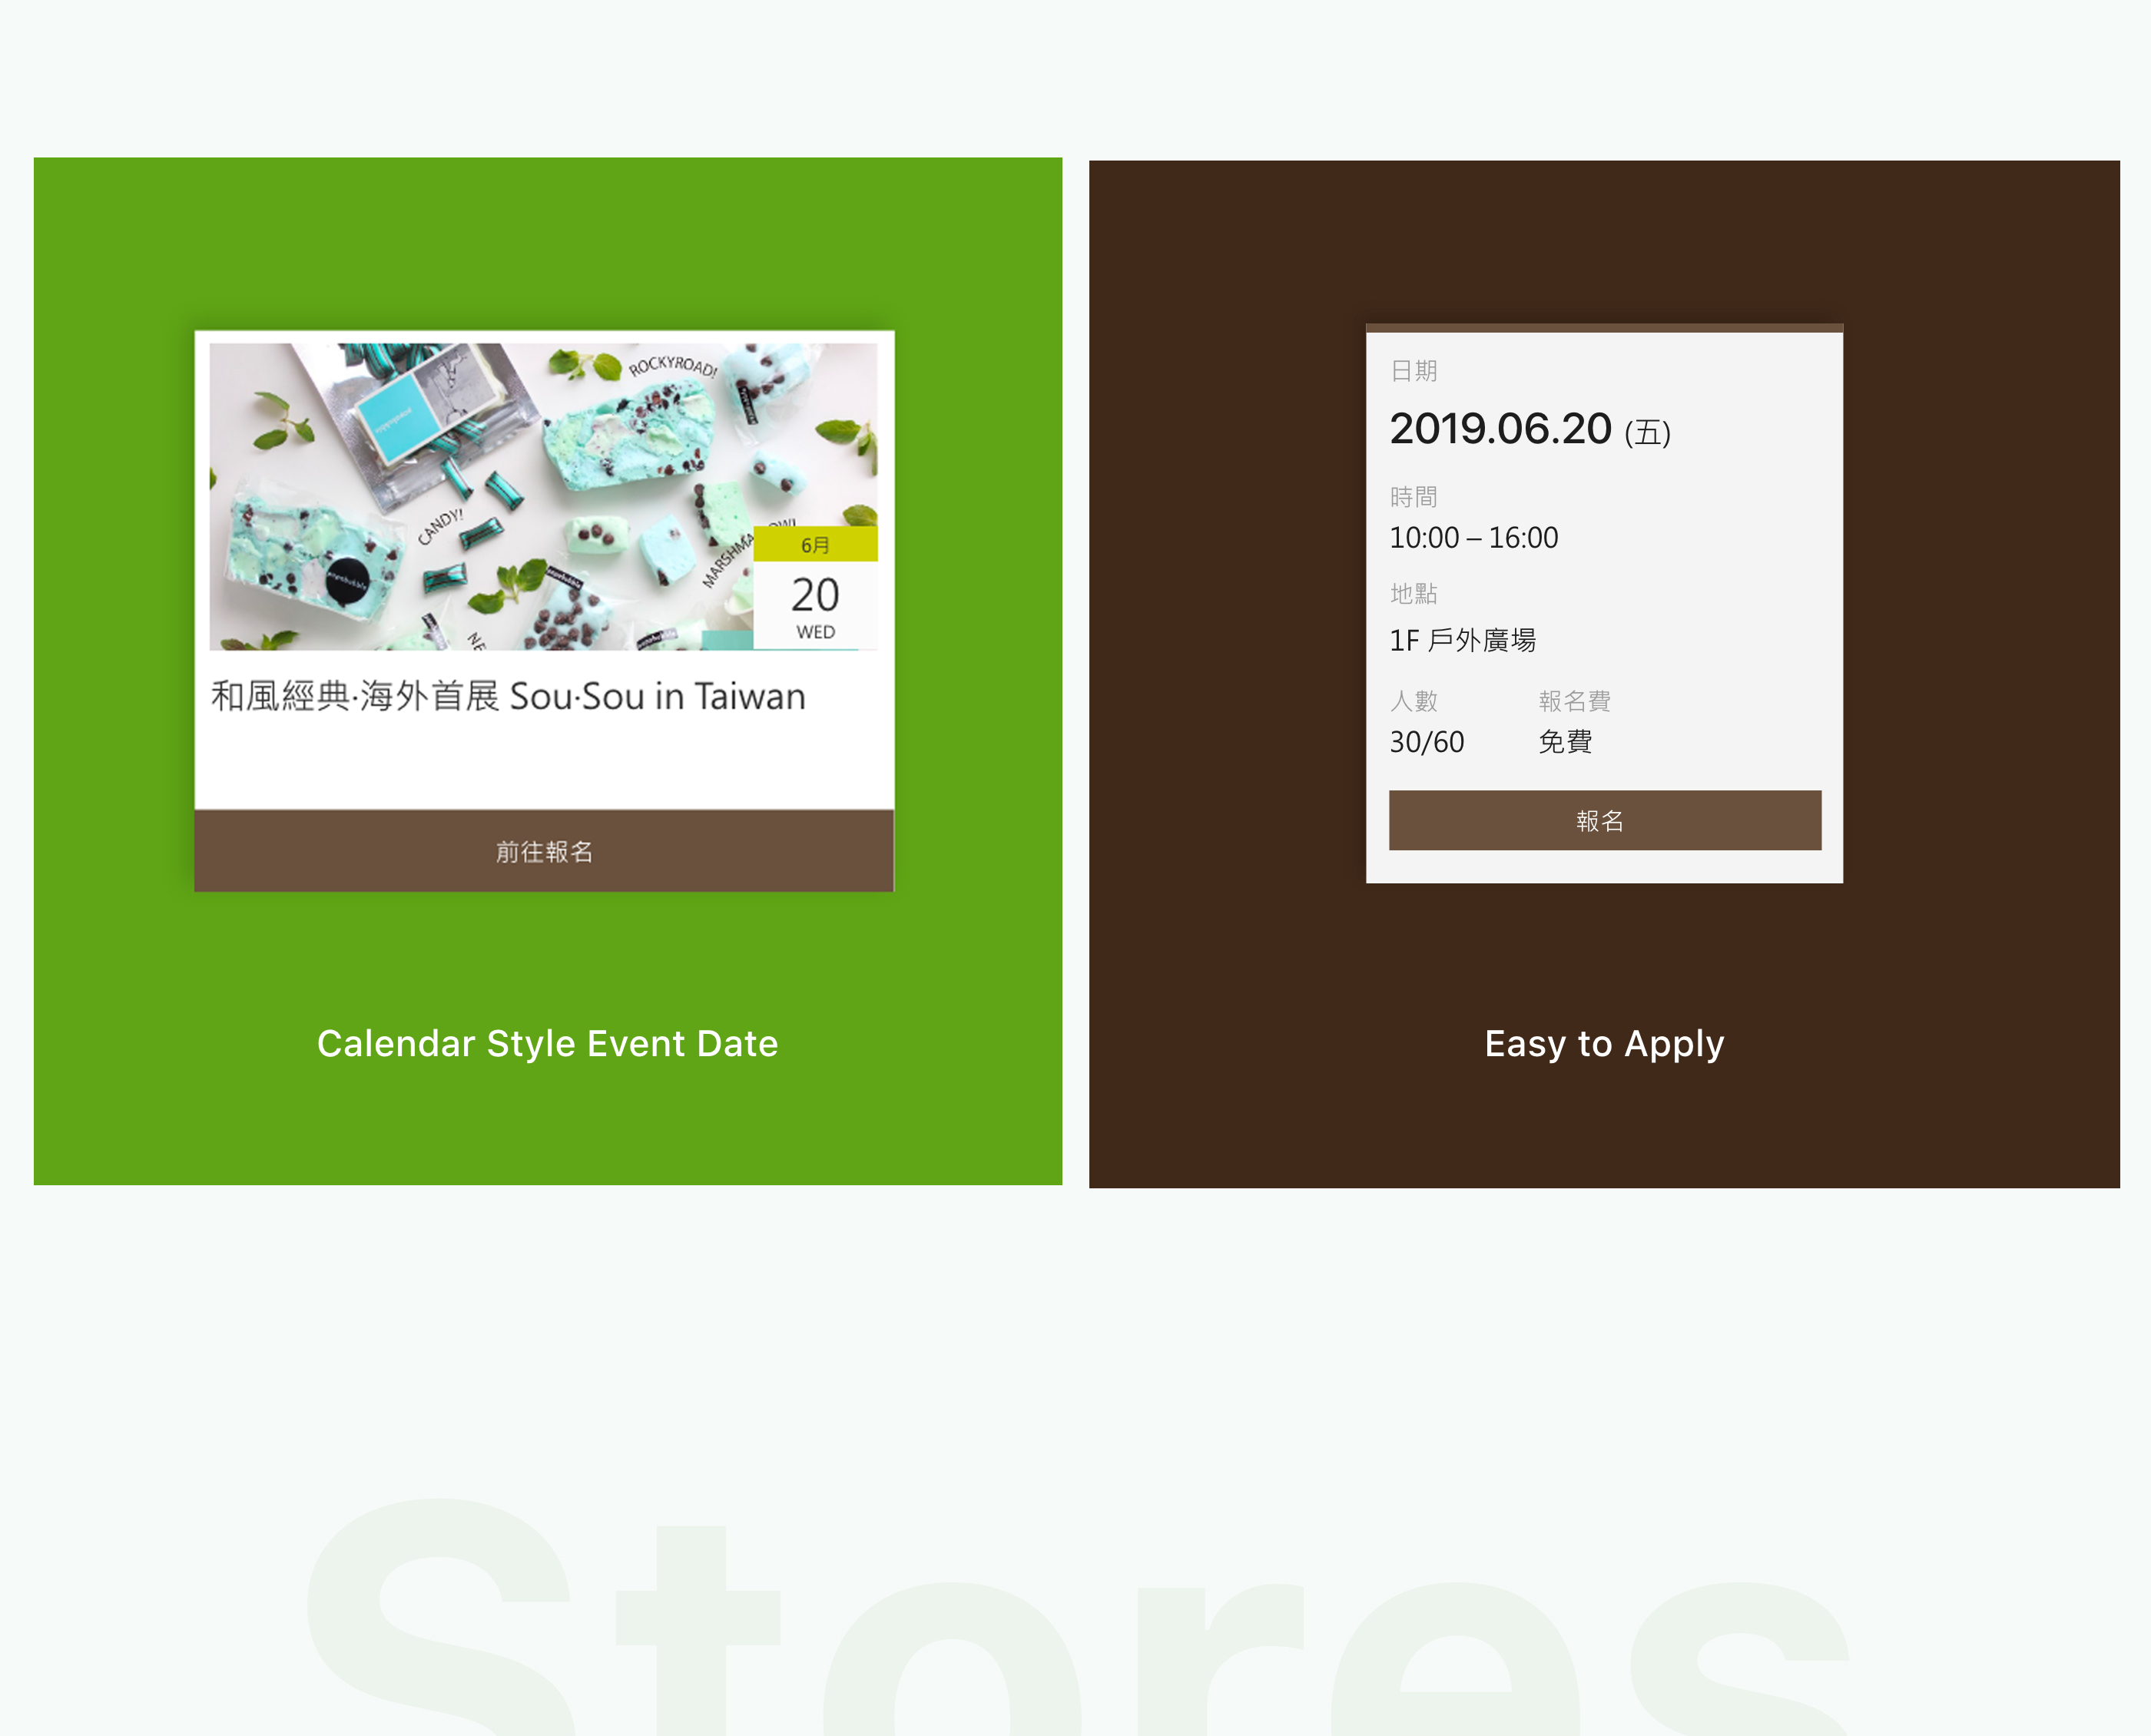 ROCKYROAD!
CANDY!
MARSHMA
OW!
NE
6月
20
WED
和風經典·海外首展 Sou·Sou in Taiwan
前往報名
Calendar Style Event Date
日期
2019.06.20 (五)
時間
10:00 – 16:00
地點
1F 戶外廣場
人數 報名費
30/60 免費
報名
Easy to Apply
Stores